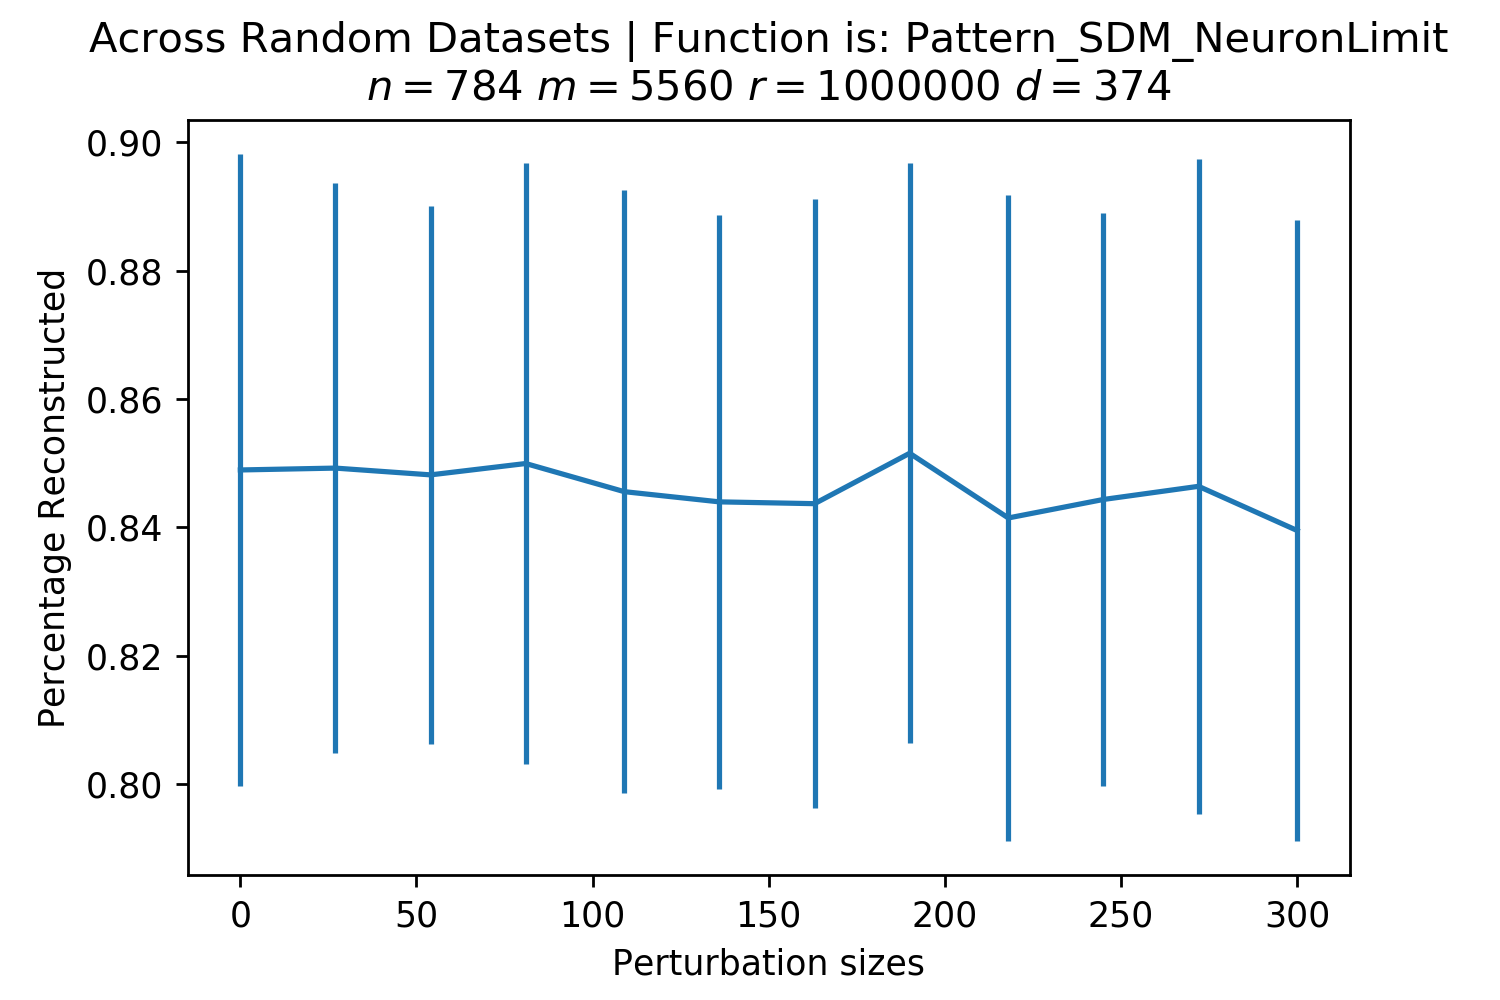 Across Random Datasets | Function is: Pattern_SDM_NeuronLimit
n = 784 m = 5560 r = 1000000 d = 374
0.90
0.88
0.86
0.84
0.82
0.80
Percentage Reconstructed
0 50 100 150 200 250 300
Perturbation sizes